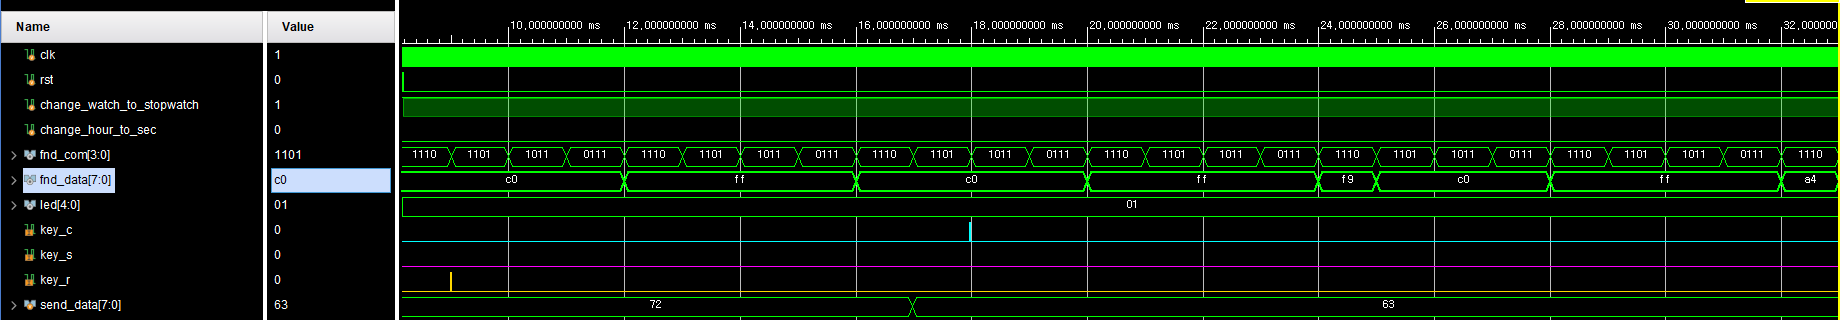 Name Value
10,000000000 ms 12,000000000 ms 14,000000000 ms 16,000000000 ms 18,000000000 ms 20,000000000 ms 22,000000000 ms 24,000000000 ms 26,000000000 ms 28,000000000 ms 30,000000000 ms 32,0000000
clk 1
rst 0
change_watch_to_stopwatch 1
change_hour_to_sec 0
fnd_com[3:0] 1101 1110 1101 1011 0111 1110 1101 1011 0111 1110 1101 1011 0111 1110 1101 1011 0111 1110 1101 1011 0111 1110 1101 1011 0111 1110
fnd_data[7:0] c0 c0 ff c0 ff f9 c0 ff a4
led[4:0] 01 01
key_c 0
key_s 0
key_r 0
send_data[7:0] 63 72 63